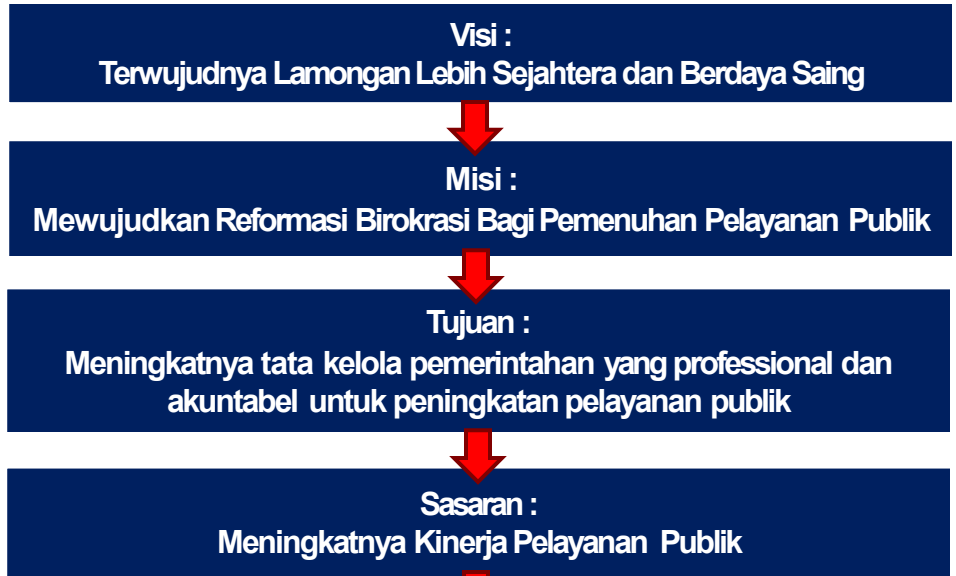 Visi :
Terwujudnya Lamongan Lebih Sejahtera dan Berdaya Saing
Misi :
Mewujudkan Reformasi Birokrasi Bagi Pemenuhan Pelayanan Publik
Tujuan :
Meningkatnya tata kelola pemerintahan yang professional dan
akuntabel untuk peningkatan pelayanan publik
Sasaran :
Meningkatnya Kinerja Pelayanan Publik